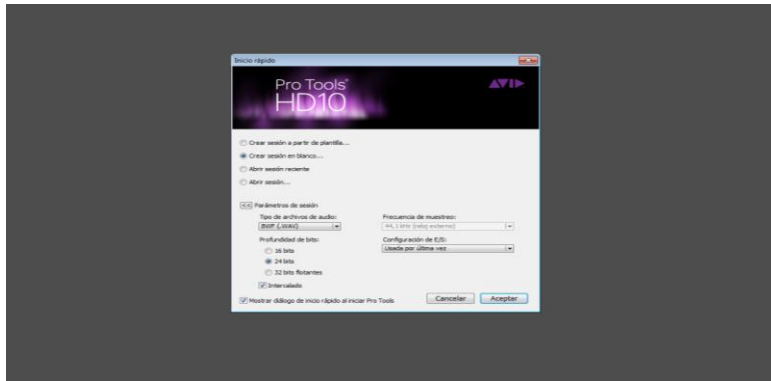 Inicio rápido
Pro Tools®
HD10
AVID
Crear sesión a partir de plantilla...
Crear sesión en blanco...
Abrir sesión reciente
Abrir sesión...
<< Parámetros de sesión
Tipo de archivos de audio: Frecuencia de muestreo:
BWF (.WAV) 44,1 kHz (reloj externo)
Profundidad de bits: Configuración de E/S:
16 bits Usada por última vez
24 bits
32 bits flotantes
Intercalado
Mostrar diálogo de inicio rápido al iniciar Pro Tools Cancelar Aceptar